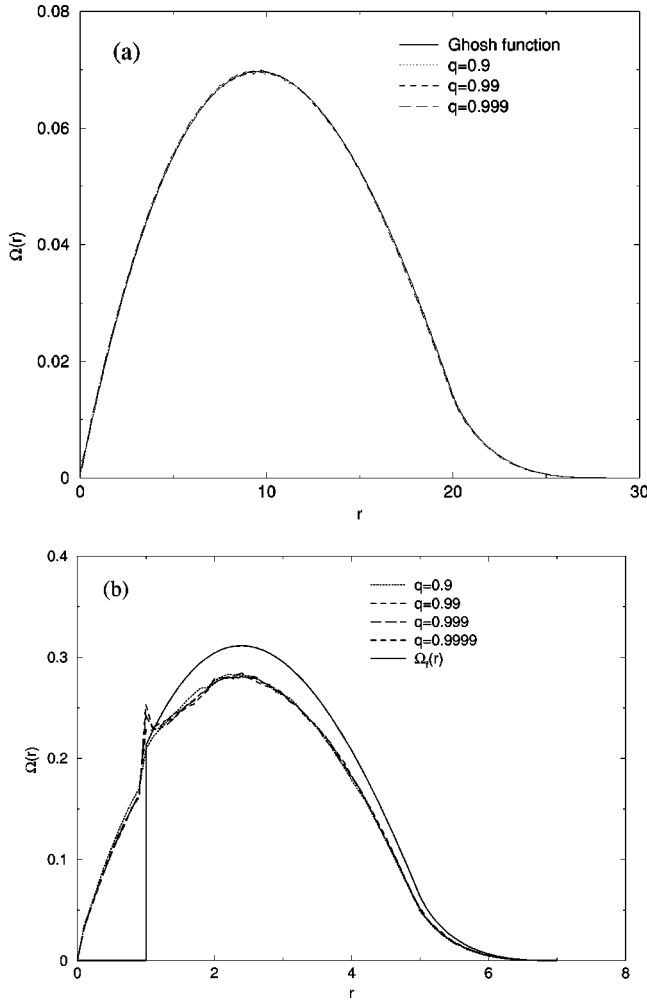 0.08
(a)
Ghosh function
q=0.9
q=0.99
q=0.999
0.06
Ω(r)
0.04
0.02
0
0
10
20
30
r
0.4
(b)
q=0.9
q=0.99
q=0.999
q=0.9999
Ωf(r)
0.3
Ω(r)
0.2
0.1
0
0
2
4
6
8
r